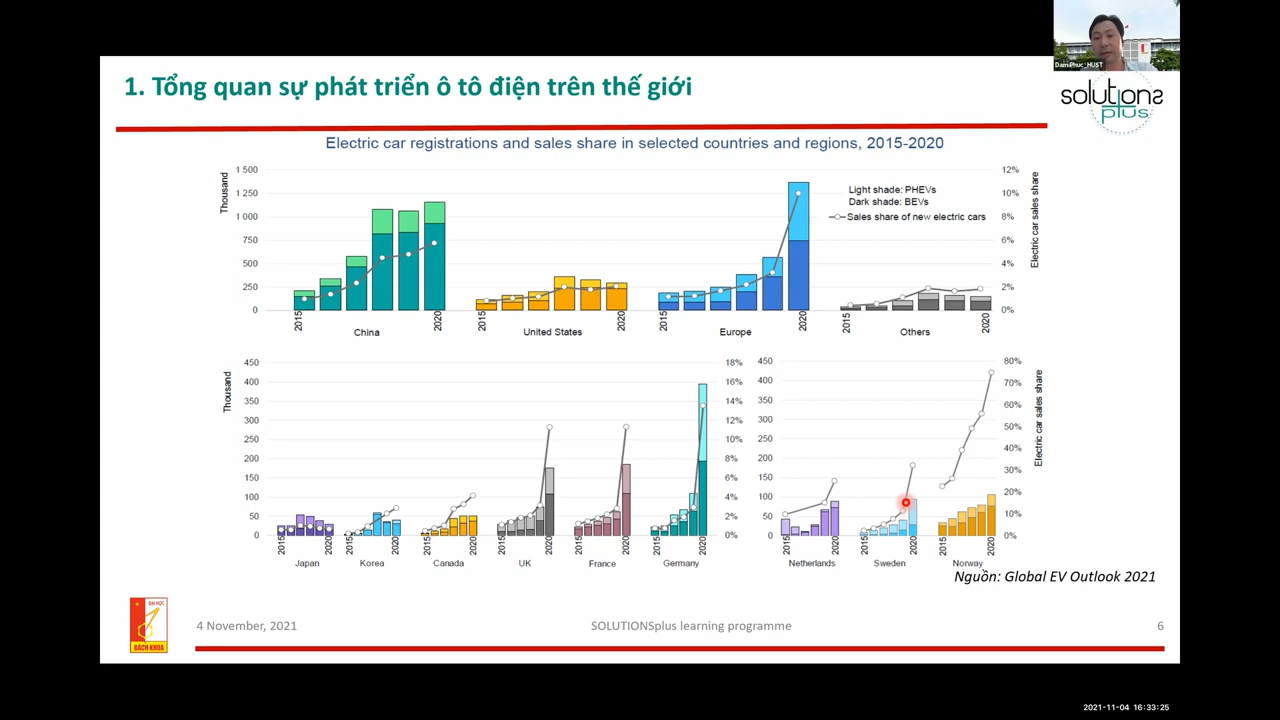 Dam Phuc_HUST
1. Tổng quan sự phát triển ô tô điện trên thế giới
solutions
plus
Electric car registrations and sales share in selected countries and regions, 2015-2020
Thousand
1 500
1 250
1 000
750
500
250
0
12%
10%
8%
6%
4%
2%
0%
Electric car sales share
Light shade: PHEVs
Dark shade: BEVs
Sales share of new electric cars
2015
2020
2015
2020
2015
2020
2015
2020
China
United States
Europe
Others
Thousand
450
400
350
300
250
200
150
100
50
0
18%
16%
14%
12%
10%
8%
6%
4%
2%
0%
2015
2020
2015
2020
2015
2020
2015
2020
2015
2020
2015
2020
Japan
Korea
Canada
UK
France
Germany
450
400
350
300
250
200
150
100
50
0
80%
70%
60%
50%
40%
30%
20%
10%
0%
Electric car sales share
2015
2020
2015
2020
2015
2020
Netherlands
Sweden
Norway
Nguồn: Global EV Outlook 2021
ĐẠI HỌC
BÁCH KHOA
4 November, 2021
SOLUTIONSplus learning programme
6
2021-11-04 16:33:25